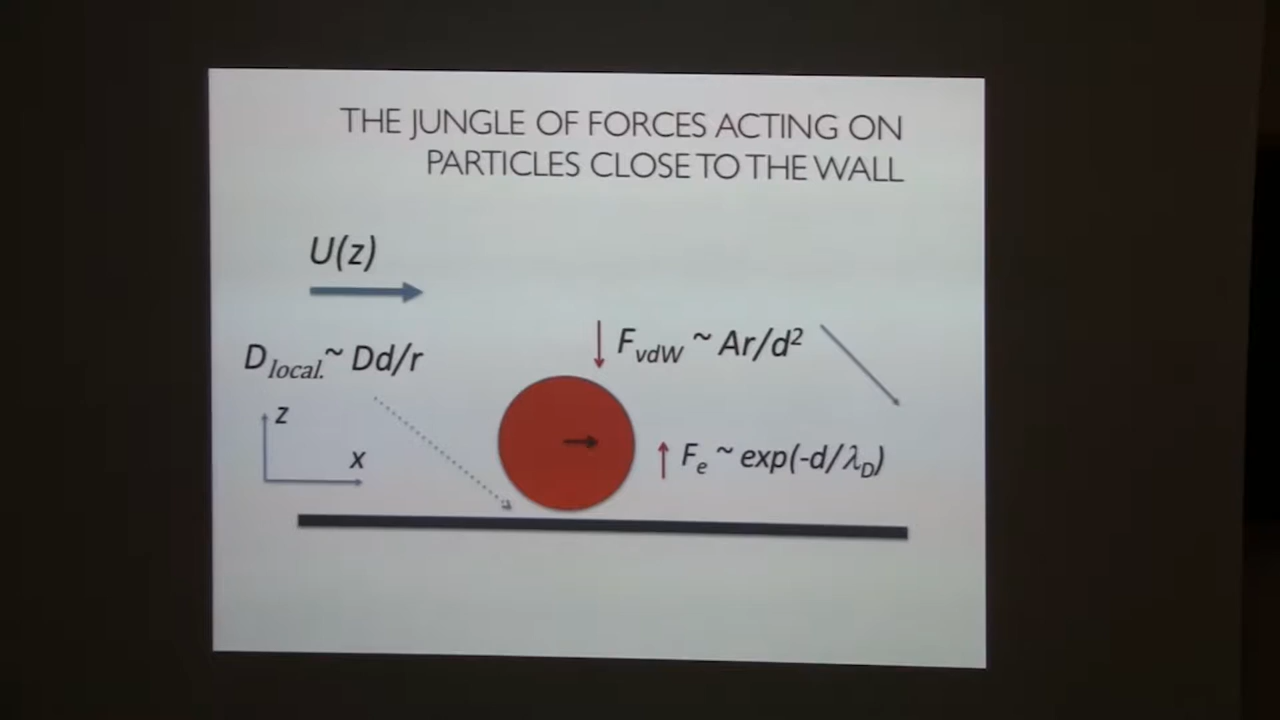 THE JUNGLE OF FORCES ACTING ON
PARTICLES CLOSE TO THE WALL
U(z)
D_local. ~ Dd/r
F_vdW ~ Ar/d²
z
x
F_e ~ exp(-d/λ_D)